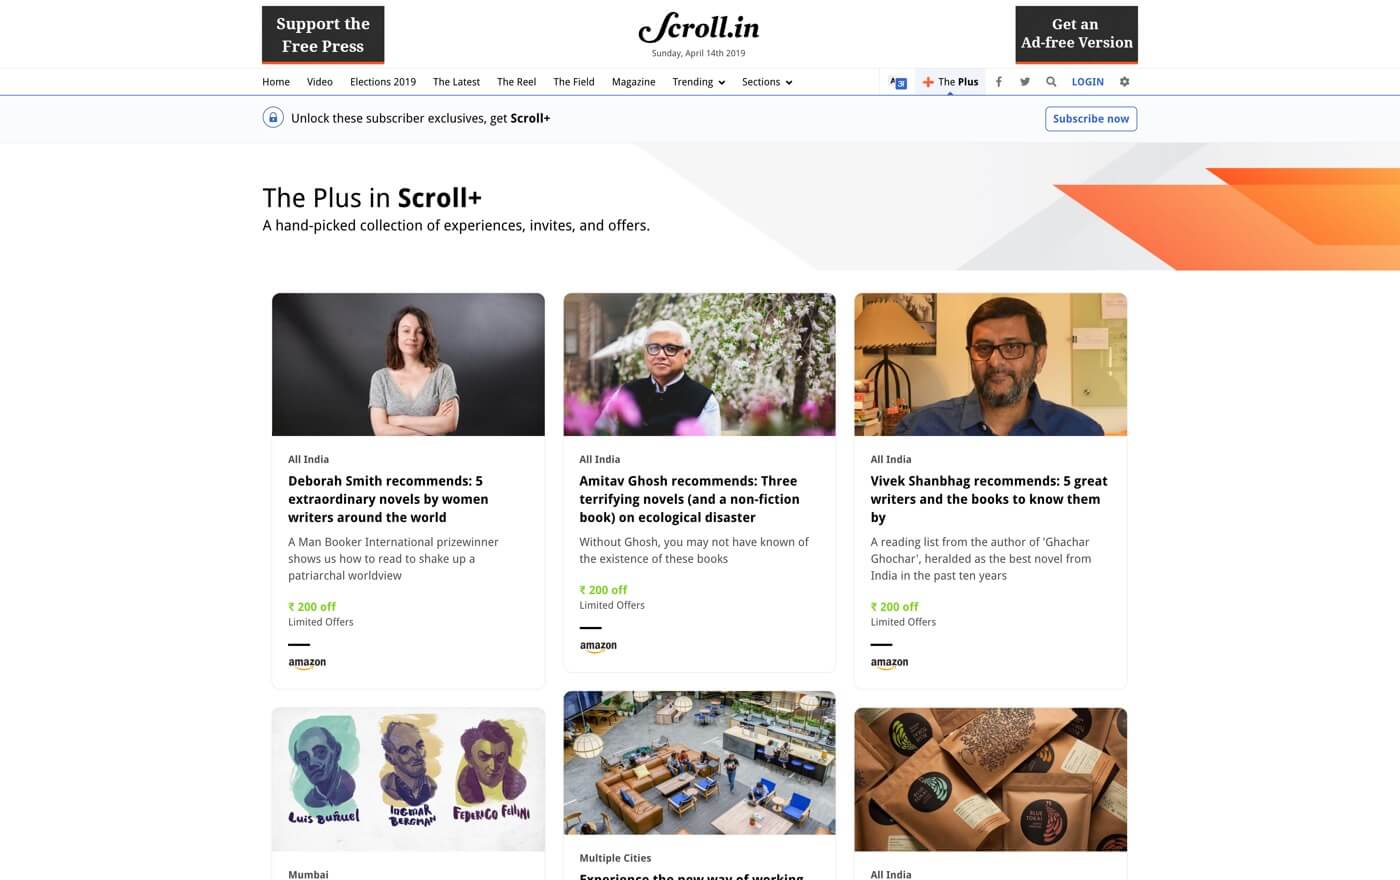 Support the
Free Press
Scroll.in
Sunday, April 14th 2019
Get an
Ad-free Version
Home Video Elections 2019 The Latest The Reel The Field Magazine Trending Sections
A अ The Plus LOGIN
Unlock these subscriber exclusives, get Scroll+
Subscribe now
The Plus in Scroll+
A hand-picked collection of experiences, invites, and offers.
All India
Deborah Smith recommends: 5
extraordinary novels by women
writers around the world
A Man Booker International prizewinner
shows us how to read to shake up a
patriarchal worldview
₹ 200 off
Limited Offers
amazon
All India
Amitav Ghosh recommends: Three
terrifying novels (and a non-fiction
book) on ecological disaster
Without Ghosh, you may not have known of
the existence of these books
₹ 200 off
Limited Offers
amazon
All India
Vivek Shanbhag recommends: 5 great
writers and the books to know them
by
A reading list from the author of 'Ghachar
Ghochar', heralded as the best novel from
India in the past ten years
₹ 200 off
Limited Offers
amazon
Luis Buñuel
Ingmar
Bergman
Federico Fellini
Mumbai
Multiple Cities
Experience the new way of working
BLUE
TOKAI
All India